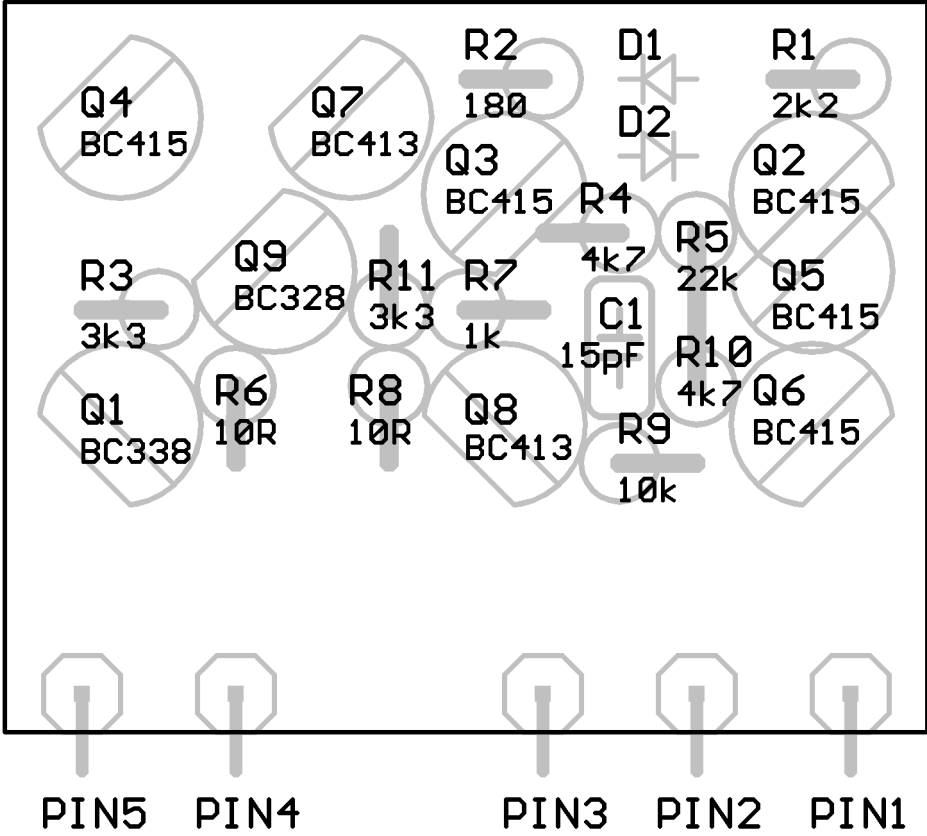 R2
180
D1
R1
2k2
Q4
BC415
Q7
BC413
D2
Q3
BC415
Q2
BC415
R4
4k7
R5
22k
Q9
BC328
R3
3k3
R11
3k3
R7
1k
Q5
BC415
C1
15pF
R10
4k7
Q1
BC338
R6
10R
R8
10R
Q8
BC413
Q6
BC415
R9
10k
PIN5
PIN4
PIN3
PIN2
PIN1